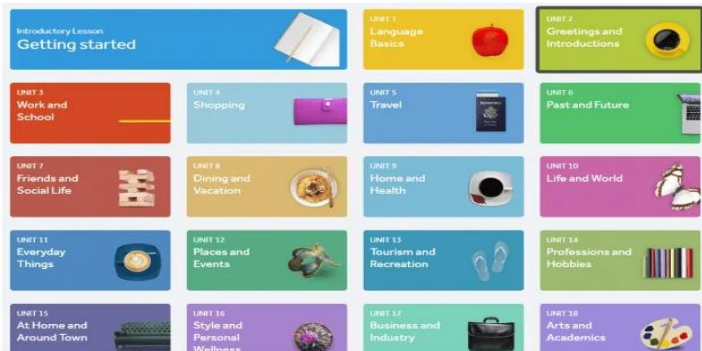 Introductory Lesson
Getting started
UNIT 1
Language
Basics
UNIT 2
Greetings and
Introductions
UNIT 3
Work and
School
UNIT 4
Shopping
UNIT 5
Travel
UNIT 6
Past and Future
UNIT 7
Friends and
Social Life
UNIT 8
Dining and
Vacation
UNIT 9
Home and
Health
UNIT 10
Life and World
UNIT 11
Everyday
Things
UNIT 12
Places and
Events
UNIT 13
Tourism and
Recreation
UNIT 14
Professions and
Hobbies
UNIT 15
At Home and
Around Town
UNIT 16
Style and
Personal
Wellness
UNIT 17
Business and
Industry
UNIT 18
Arts and
Academics